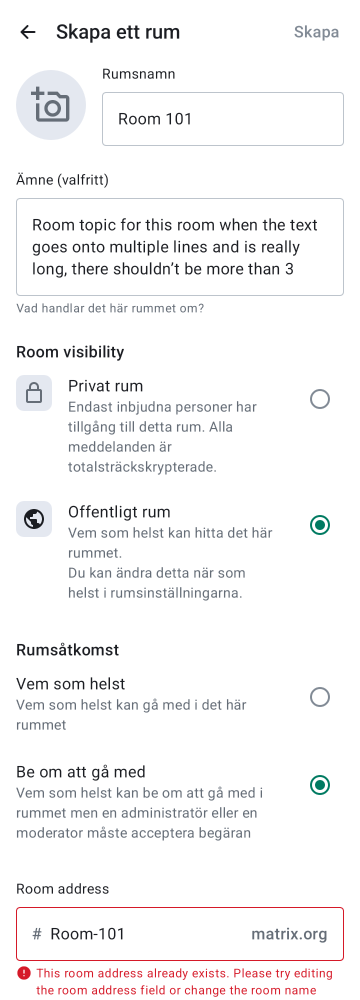 Skapa ett rum
Skapa
Rumsnamn
Room 101
Ämne (valfritt)
Room topic for this room when the text
goes onto multiple lines and is really
long, there shouldn’t be more than 3
Vad handlar det här rummet om?
Room visibility
Privat rum
Endast inbjudna personer har
tillgång till detta rum. Alla
meddelanden är
totalsträckskrypterade.
Offentligt rum
Vem som helst kan hitta det här
rummet.
Du kan ändra detta när som
helst i rumsinställningarna.
Rumsåtkomst
Vem som helst
Vem som helst kan gå med i det här
rummet
Be om att gå med
Vem som helst kan be om att gå med i
rummet men en administratör eller en
moderator måste acceptera begäran
Room address
# Room-101 matrix.org
This room address already exists. Please try editing
the room address field or change the room name